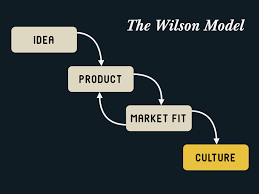 The Wilson Model
IDEA
PRODUCT
MARKET FIT
CULTURE